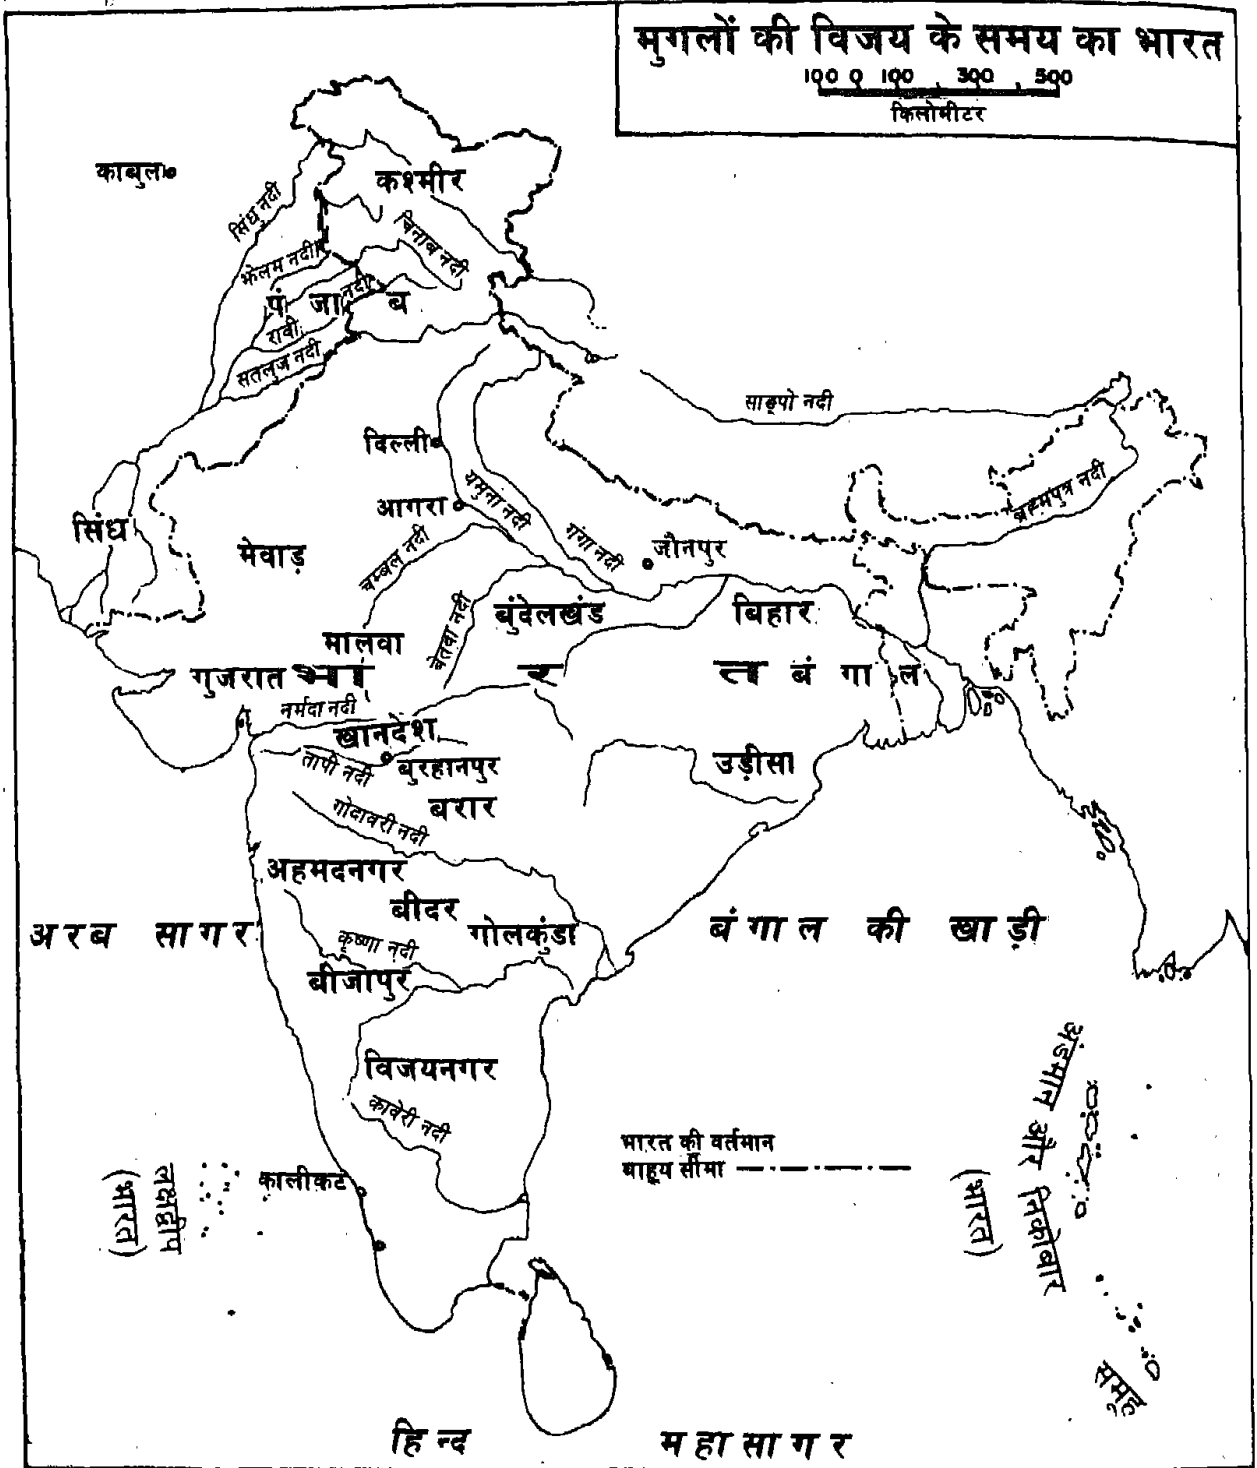 मुगलों की विजय के समय का भारत
100 0 100 300 500
किलोमीटर
काबुल
कश्मीर
सिंधु नदी
चिनाब नदी
झेलम नदी
पंजाब
नदी
रावी
सतलुज नदी
साङ्पो नदी
दिल्ली
यमुना नदी
ब्रह्मपुत्र नदी
आगरा
सिंध
गंगा नदी
जौनपुर
मेवाड़
चम्बल नदी
बेतवा नदी
बुंदेलखंड
बिहार
मालवा
गुजरात
भारत
बंगाल
नर्मदा नदी
खानदेश
तापी नदी
बुरहानपुर
उड़ीसा
बरार
गोदावरी नदी
अहमदनगर
बीदर
अरब सागर
गोलकुंडा
बंगाल की खाड़ी
कृष्णा नदी
बीजापुर
विजयनगर
कावेरी नदी
भारत की वर्तमान
बाह्य सीमा
कालीकट
लक्षद्वीप
(भारत)
अंडमान और निकोबार
(भारत)
समूह
हिन्द महासागर